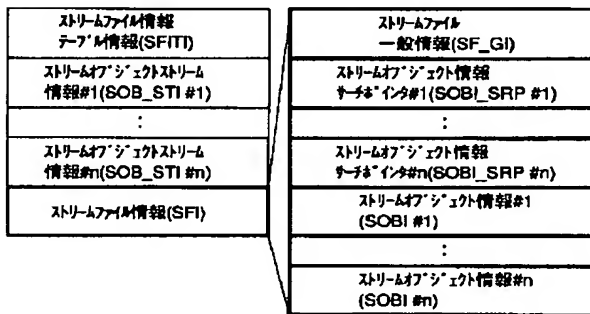 ストリームファイル情報
テーブル情報(SFITI)
ストリームオブジェクトストリーム
情報#1(SOB_STI #1)
:
ストリームオブジェクトストリーム
情報#n(SOB_STI #n)
ストリームファイル情報(SFI)
ストリームファイル
一般情報(SF_GI)
ストリームオブジェクト情報
サーチポインタ#1(SOBI_SRP #1)
:
ストリームオブジェクト情報
サーチポインタ#n(SOBI_SRP #n)
ストリームオブジェクト情報#1
(SOBI #1)
:
ストリームオブジェクト情報#n
(SOBI #n)